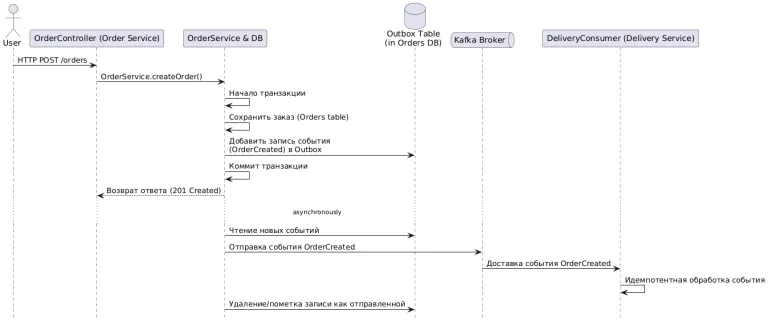 User
OrderController (Order Service)
OrderService & DB
Outbox Table
(in Orders DB)
Kafka Broker
DeliveryConsumer (Delivery Service)
HTTP POST /orders
OrderService.createOrder()
Начало транзакции
Сохранить заказ (Orders table)
Добавить запись события
(OrderCreated) в Outbox
Коммит транзакции
Возврат ответа (201 Created)
asynchronously
Чтение новых событий
Отправка события OrderCreated
Доставка события OrderCreated
Идемпотентная обработка события
Удаление/пометка записи как отправленной